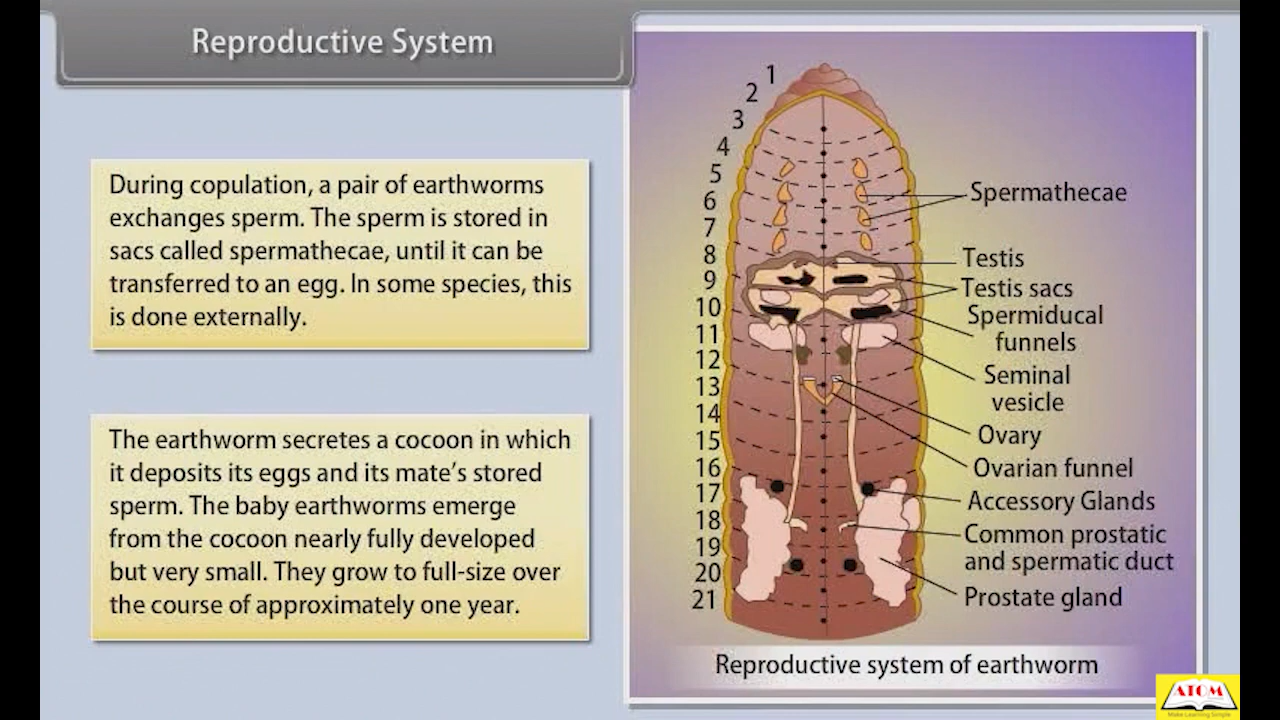 Reproductive System
During copulation, a pair of earthworms
exchanges sperm. The sperm is stored in
sacs called spermathecae, until it can be
transferred to an egg. In some species, this
is done externally.
The earthworm secretes a cocoon in which
it deposits its eggs and its mate's stored
sperm. The baby earthworms emerge
from the cocoon nearly fully developed
but very small. They grow to full-size over
the course of approximately one year.
1
2
3
4
5
6
7
8
9
10
11
12
13
14
15
16
17
18
19
20
21
Spermathecae
Testis
Testis sacs
Spermiducal
funnels
Seminal
vesicle
Ovary
Ovarian funnel
Accessory Glands
Common prostatic
and spermatic duct
Prostate gland
Reproductive system of earthworm
ATOM
Make Learning Simple